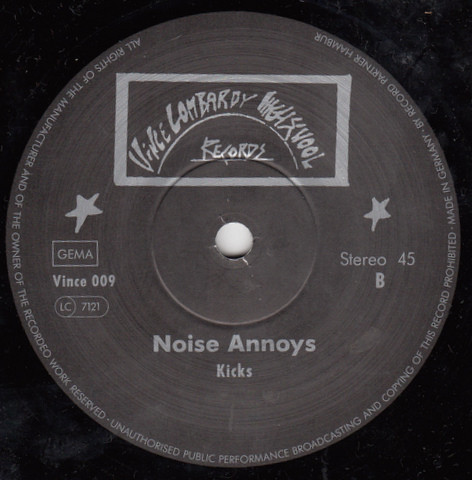 VINCE LOMBARDY HIGHSCHOOL
RECORDS
GEMA
Vince 009
LC 7121
Stereo 45
B
Noise Annoys
Kicks
ALL RIGHTS OF THE MANUFACTURER AND OF THE OWNER OF THE RECORDED WORK RESERVED - UNAUTHORISED PUBLIC PERFORMANCE BROADCASTING AND COPYING OF THIS RECORD PROHIBITED - MADE IN GERMANY BY RECORD PARTNER HAMBURG